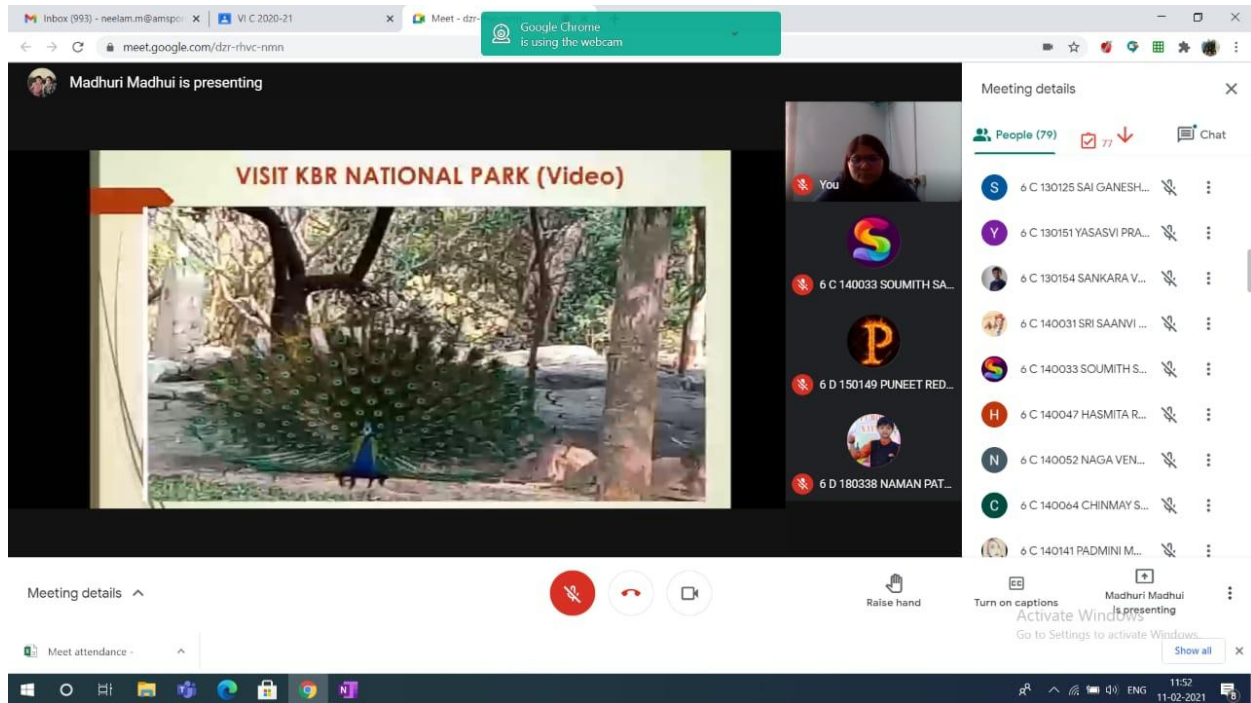 Inbox (993) - neelam.m@amspo
VI C 2020-21
Meet - dzr-
Google Chrome
is using the webcam
meet.google.com/dzr-rhvc-nmn
Madhuri Madhui is presenting
VISIT KBR NATIONAL PARK (Video)
You
6 C 140033 SOUMITH SA...
P
6 D 150149 PUNEET RED...
6 D 180338 NAMAN PAT...
Meeting details
People (79)
77
Chat
S 6 C 130125 SAI GANESH...
Y 6 C 130151 YASASVI PRA...
6 C 130154 SANKARA V...
6 C 140031 SRI SAANVI ...
6 C 140033 SOUMITH S...
H 6 C 140047 HASMITA R...
N 6 C 140052 NAGA VEN...
C 6 C 140064 CHINMAY S...
6 C 140141 PADMINI M...
Meeting details
Raise hand
CC
Turn on captions
Madhuri Madhui
is presenting
Activate Windows
Go to Settings to activate Windows.
Meet attendance -
Show all
ENG
11:52
11-02-2021